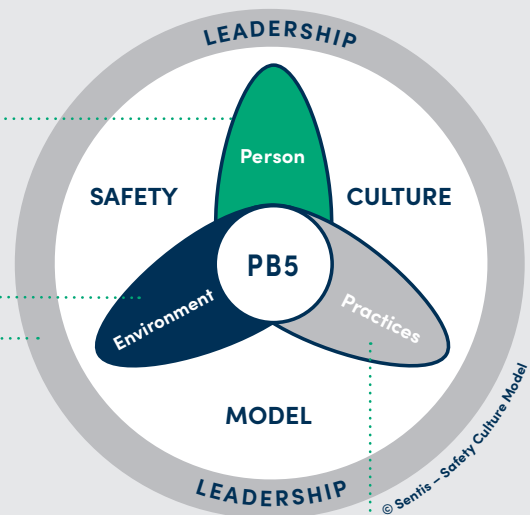 LEADERSHIP
Person
SAFETY
CULTURE
PB5
Environment
Practices
MODEL
LEADERSHIP
© Sentis – Safety Culture Model